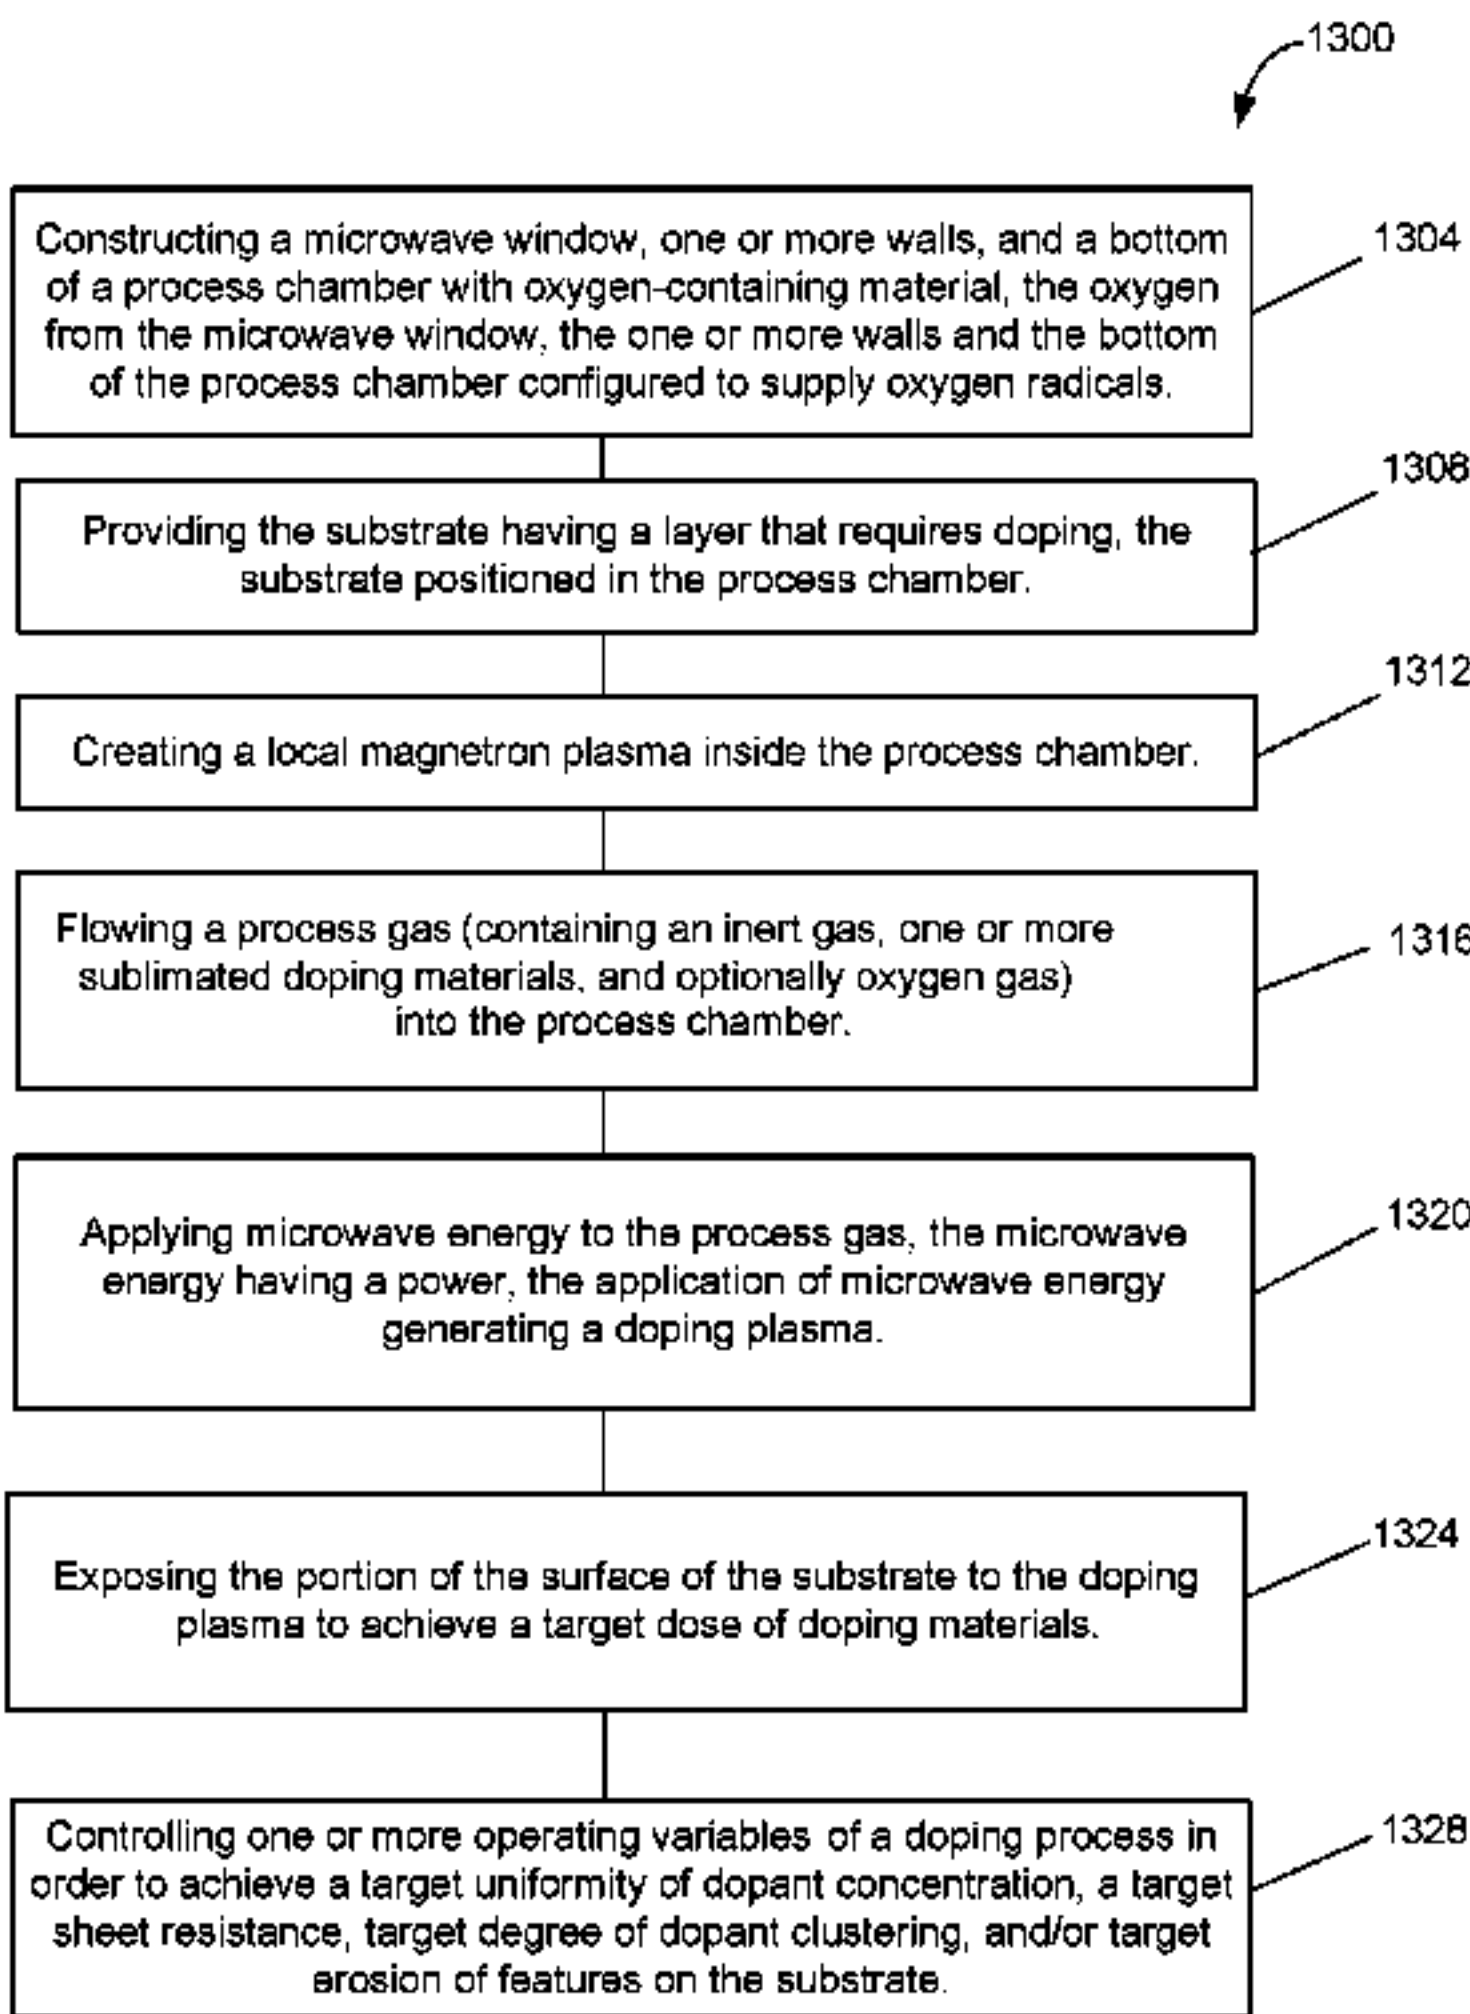 1300
Constructing a microwave window, one or more walls, and a bottom
of a process chamber with oxygen-containing material, the oxygen
from the microwave window, the one or more walls and the bottom
of the process chamber configured to supply oxygen radicals.
1304
Providing the substrate having a layer that requires doping, the
substrate positioned in the process chamber.
1308
Creating a local magnetron plasma inside the process chamber.
1312
Flowing a process gas (containing an inert gas, one or more
sublimated doping materials, and optionally oxygen gas)
into the process chamber.
1316
Applying microwave energy to the process gas, the microwave
energy having a power, the application of microwave energy
generating a doping plasma.
1320
Exposing the portion of the surface of the substrate to the doping
plasma to achieve a target dose of doping materials.
1324
Controlling one or more operating variables of a doping process in
order to achieve a target uniformity of dopant concentration, a target
sheet resistance, target degree of dopant clustering, and/or target
erosion of features on the substrate.
1328